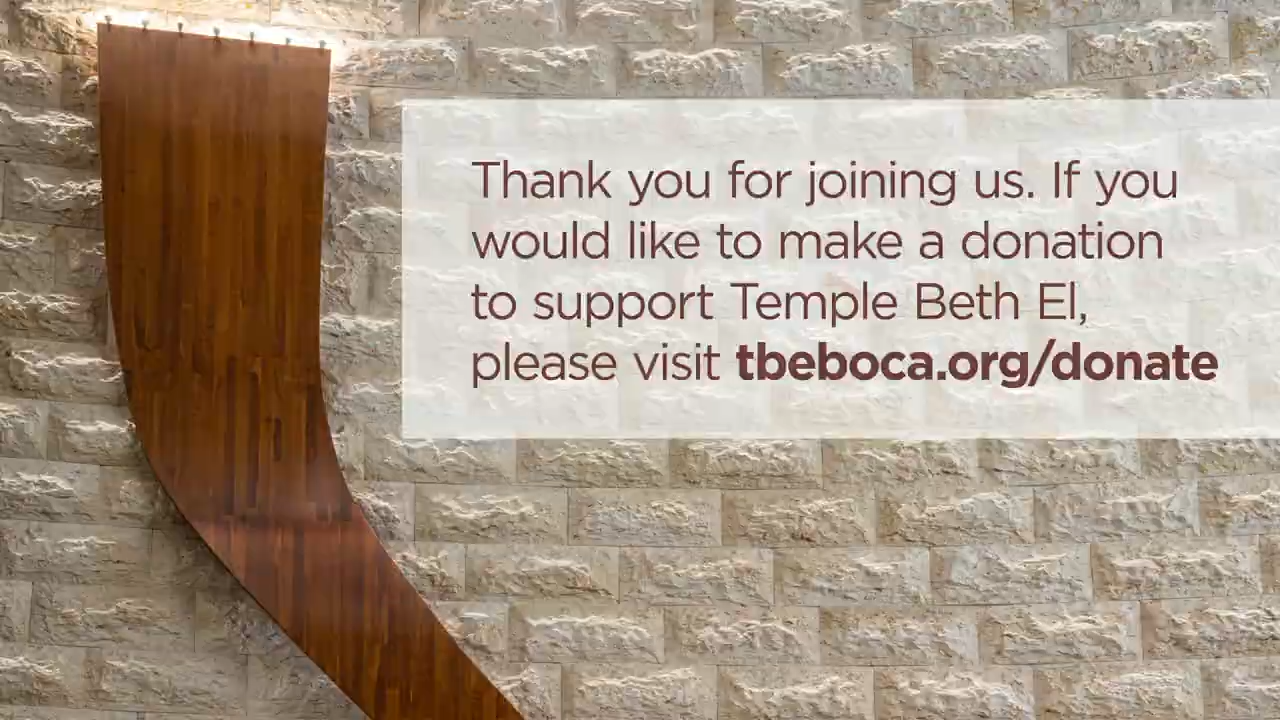 Thank you for joining us. If you
would like to make a donation
to support Temple Beth El,
please visit tbeboca.org/donate